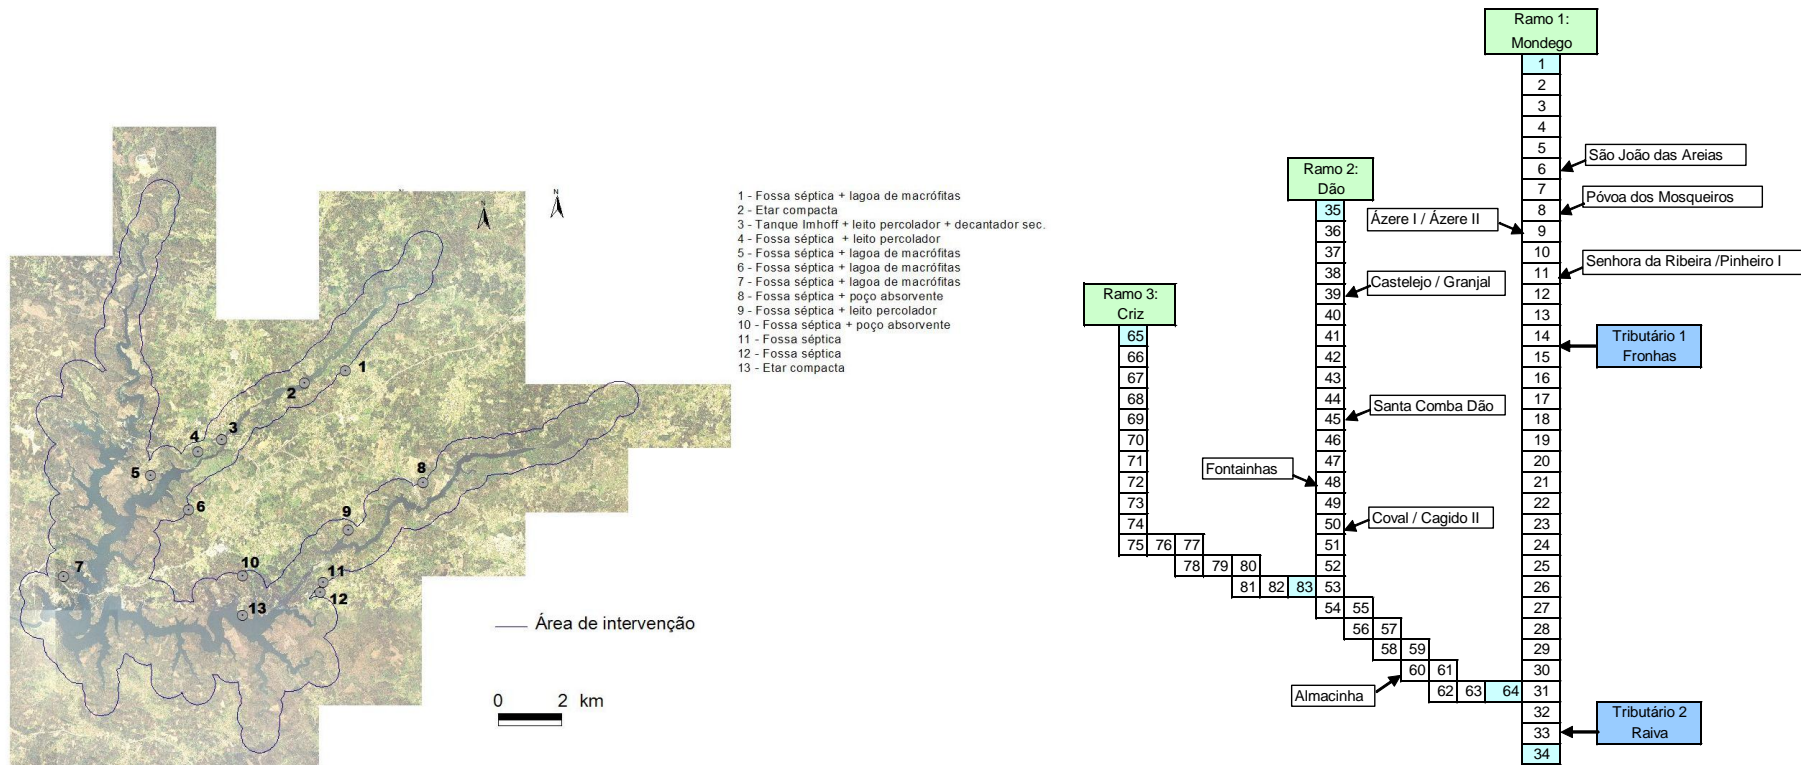 1 - Fossa séptica + lagoa de macrófitas
2 - Etar compacta
3 - Tanque Imhoff + leito percolador + decantador sec.
4 - Fossa séptica + leito percolador
5 - Fossa séptica + lagoa de macrófitas
6 - Fossa séptica + lagoa de macrófitas
7 - Fossa séptica + lagoa de macrófitas
8 - Fossa séptica + poço absorvente
9 - Fossa séptica + leito percolador
10 - Fossa séptica + poço absorvente
11 - Fossa séptica
12 - Fossa séptica
13 - Etar compacta
N
N
1
2
3
4
5
6
7
8
9
10
11
12
13
Área de intervenção
0 2 km
Ramo 1:
Mondego
1
2
3
4
5
6
7
8
9
10
11
12
13
14
15
16
17
18
19
20
21
22
23
24
25
26
27
28
29
30
31
32
33
34
São João das Areias
Póvoa dos Mosqueiros
Ázere I / Ázere II
Senhora da Ribeira /Pinheiro I
Tributário 1
Fronhas
Tributário 2
Raiva
Ramo 2:
Dão
35
36
37
38
39
40
41
42
43
44
45
46
47
48
49
50
51
52
53
54 55
56 57
58 59
60 61
62 63 64
Castelejo / Granjal
Santa Comba Dão
Fontainhas
Coval / Cagido II
Almacinha
Ramo 3:
Criz
65
66
67
68
69
70
71
72
73
74
75 76 77
78 79 80
81 82 83